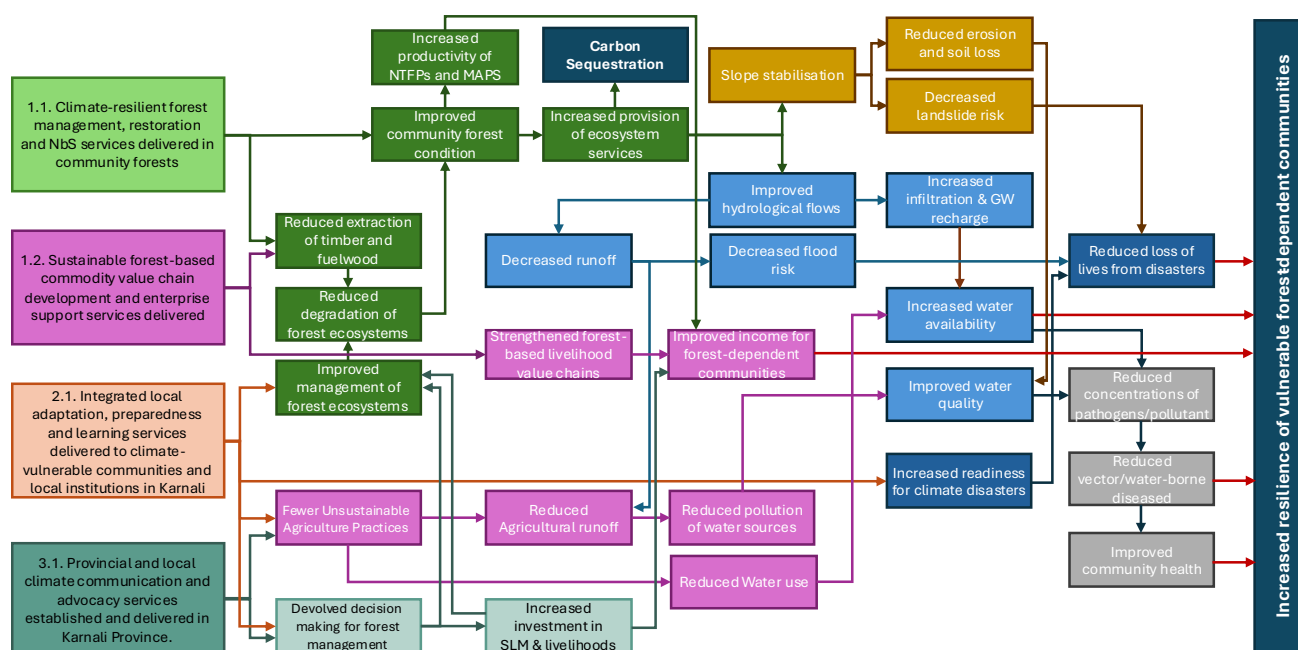 1.1. Climate-resilient forest
management, restoration
and NbS services delivered in
community forests
1.2. Sustainable forest-based
commodity value chain
development and enterprise
support services delivered
2.1. Integrated local
adaptation, preparedness
and learning services
delivered to climate-
vulnerable communities and
local institutions in Karnali
3.1. Provincial and local
climate communication and
advocacy services
established and delivered in
Karnali Province.
Increased
productivity of
NTFPs and MAPS
Carbon
Sequestration
Improved
community forest
condition
Increased provision
of ecosystem
services
Reduced extraction
of timber and
fuelwood
Reduced
degradation of
forest ecosystems
Improved
management of
forest ecosystems
Fewer Unsustainable
Agriculture Practices
Devolved decision
making for forest
management
Decreased runoff
Strengthened forest-
based livelihood
value chains
Reduced
Agricultural runoff
Increased
investment in
SLM & livelihoods
Slope stabilisation
Improved
hydrological flows
Decreased flood
risk
Improved income for
forest-dependent
communities
Reduced pollution
of water sources
Reduced Water use
Reduced erosion
and soil loss
Decreased
landslide risk
Increased
infiltration & GW
recharge
Increased water
availability
Improved water
quality
Increased readiness
for climate disasters
Reduced loss of
lives from disasters
Reduced
concentrations of
pathogens/pollutant
Reduced
vector/water-borne
diseased
Improved
community health
Increased resilience of vulnerable forestdependent communities